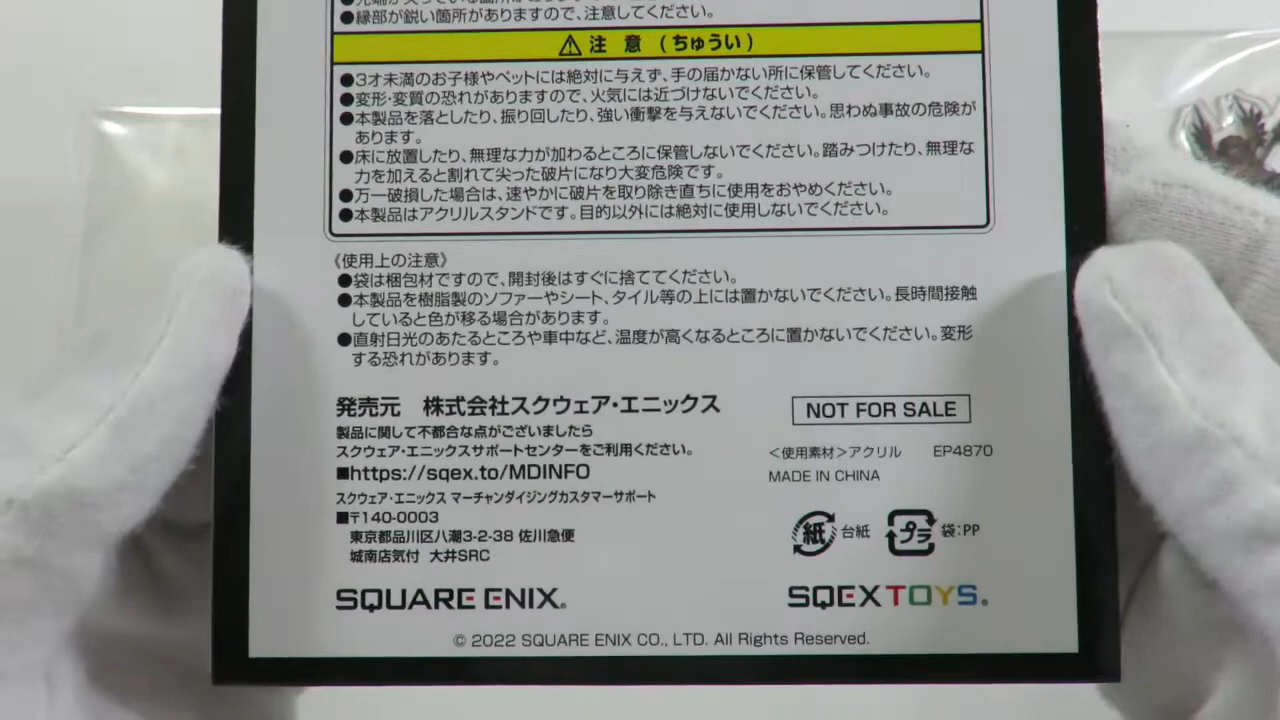 ●縁部が鋭い箇所がありますので、注意してください。
⚠ 注 意 (ちゅうい)
●3才未満のお子様やペットには絶対に与えず、手の届かない所に保管してください。
●変形・変質の恐れがありますので、火気には近づけないでください。
●本製品を落としたり、振り回したり、強い衝撃を与えないでください。思わぬ事故の危険が
あります。
●床に放置したり、無理な力が加わるところに保管しないでください。踏みつけたり、無理な
力を加えると割れて尖った破片になり大変危険です。
●万一破損した場合は、速やかに破片を取り除き直ちに使用をおやめください。
●本製品はアクリルスタンドです。目的以外には絶対に使用しないでください。
《使用上の注意》
●袋は梱包材ですので、開封後はすぐに捨ててください。
●本製品を樹脂製のソファーやシート、タイル等の上には置かないでください。長時間接触
していると色が移る場合があります。
●直射日光のあたるところや車中など、温度が高くなるところに置かないでください。変形
する恐れがあります。
発売元 株式会社スクウェア・エニックス
製品に関して不都合な点がございましたら
スクウェア・エニックスサポートセンターをご利用ください。
■https://sqex.to/MDINFO
スクウェア・エニックス マーチャンダイジングカスタマーサポート
■〒140-0003
東京都品川区八潮3-2-38 佐川急便
城南店気付 大井SRC
NOT FOR SALE
<使用素材>アクリル EP4870
MADE IN CHINA
紙 台紙 プラ 袋:PP
SQUARE ENIX.
SQEX TOYS.
© 2022 SQUARE ENIX CO., LTD. All Rights Reserved.